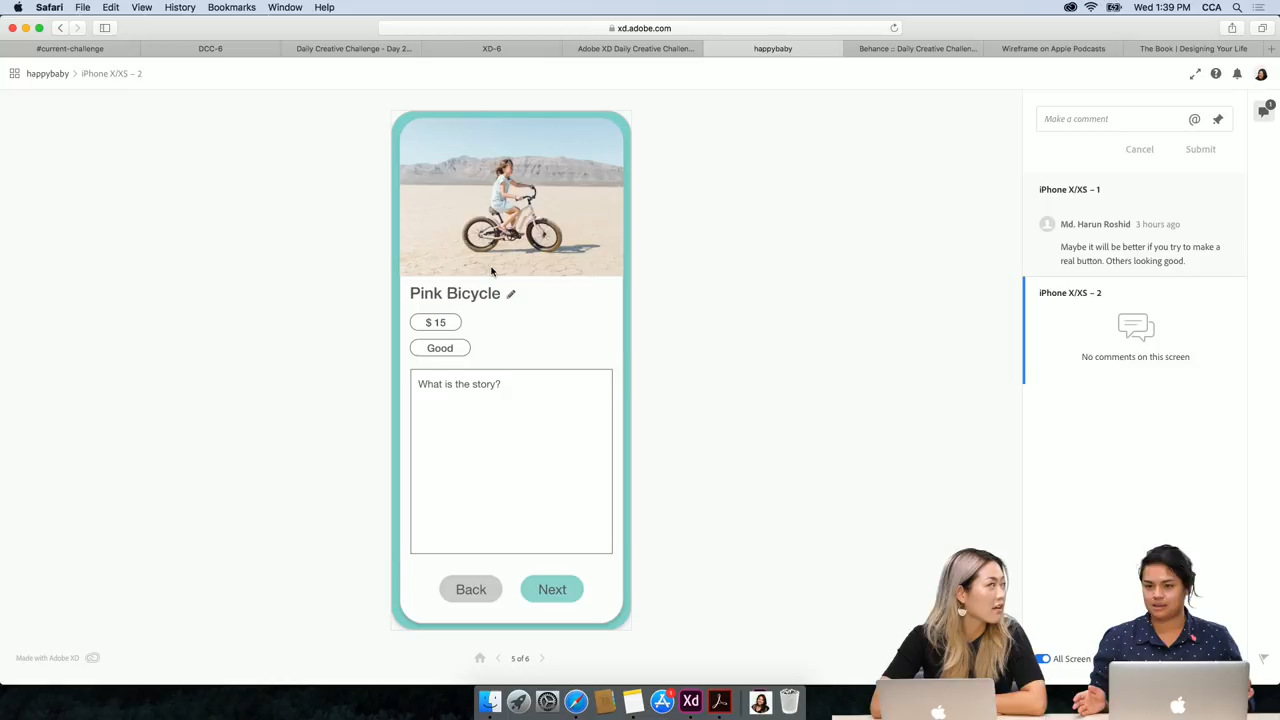 Safari File Edit View History Bookmarks Window Help
Wed 1:39 PM CCA
xd.adobe.com
#current-challenge
DCC-6
Daily Creative Challenge - Day 2...
XD-6
Adobe XD Daily Creative Challen...
happybaby
Behance :: Daily Creative Challen...
Wireframe on Apple Podcasts
The Book | Designing Your Life
happybaby > iPhone X/XS – 2
1
Make a comment
@
Cancel
Submit
iPhone X/XS – 1
Md. Harun Roshid 3 hours ago
Maybe it will be better if you try to make a
real button. Others looking good.
iPhone X/XS – 2
No comments on this screen
Pink Bicycle
$ 15
Good
What is the story?
Back
Next
Made with Adobe XD
5 of 6
All Screen
Xd